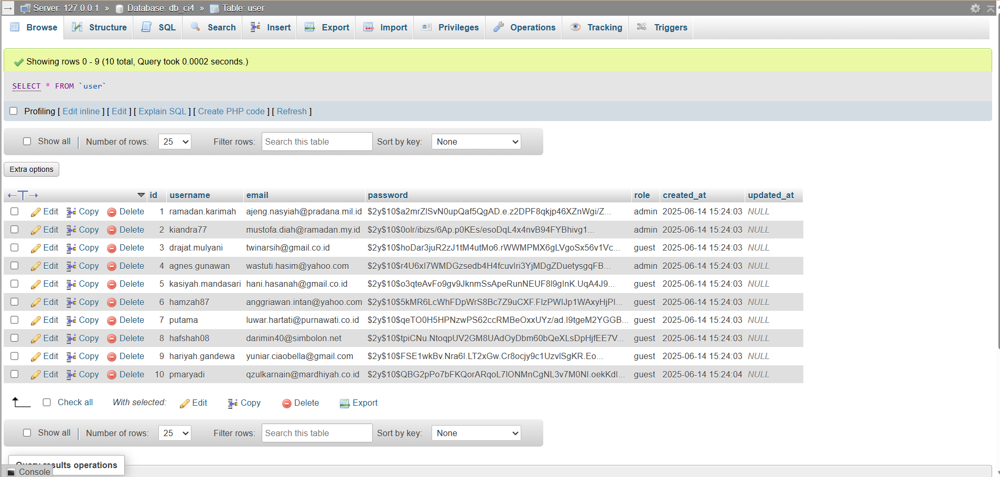 Server: 127.0.0.1 » Database: db_ci4 » Table: user
Browse Structure SQL Search Insert Export Import Privileges Operations Tracking Triggers
Showing rows 0 - 9 (10 total, Query took 0.0002 seconds.)
SELECT * FROM `user`
Profiling [ Edit inline ] [ Edit ] [ Explain SQL ] [ Create PHP code ] [ Refresh ]
Show all Number of rows: 25 Filter rows: Search this table Sort by key: None
Extra options
id username email password role created_at updated_at
Edit Copy Delete 1 ramadan.karimah ajeng.nasyiah@pradana.mil.id $2y$10$a2mrZlSvN0upQaf5QgAD.e.z2DPF8qkjp46XZnWgi/Z... admin 2025-06-14 15:24:03 NULL
Edit Copy Delete 2 kiandra77 mustofa.diah@ramadan.my.id $2y$10$0olr/ibizs/6Ap.p0KEs/esoDqL4x4nvB94FYBhivg1... admin 2025-06-14 15:24:03 NULL
Edit Copy Delete 3 drajat.mulyani twinarsih@gmail.co.id $2y$10$hoDar3juR2zJ1tM4utMo6.rWWMPMX6gLVgoSx56v1Vc... guest 2025-06-14 15:24:03 NULL
Edit Copy Delete 4 agnes.gunawan wastuti.hasim@yahoo.com $2y$10$r4U6xI7WMDGzsedb4H4fcuvlri3YjMDgZDuetysgqFB... admin 2025-06-14 15:24:03 NULL
Edit Copy Delete 5 kasiyah.mandasari hani.hasanah@gmail.co.id $2y$10$o3qteAvFo9gv9JknmSsApeRunNEUF8l9gInK.UqA4J9... guest 2025-06-14 15:24:03 NULL
Edit Copy Delete 6 hamzah87 anggriawan.intan@yahoo.com $2y$10$5kMR6LcWhFDpWrS8Bc7Z9uCXF.FlzPWIJp1WAxyHjPI... guest 2025-06-14 15:24:03 NULL
Edit Copy Delete 7 putama luwar.hartati@purnawati.co.id $2y$10$qeTO0H5HPNzwPS62ccRMBeOxxUYz/ad.I9tgeM2YGGB... guest 2025-06-14 15:24:03 NULL
Edit Copy Delete 8 hafshah08 darimin40@simbolon.net $2y$10$tpiCNu.NtoqpUV2GM8UAdOyDbm60bQeXLsDpHjfEE7V... guest 2025-06-14 15:24:03 NULL
Edit Copy Delete 9 hariyah.gandewa yuniar.ciaobella@gmail.com $2y$10$FSE1wkBv.Nra6I.LT2xGw.Cr8ocjy9c1UzvlSgKR.Eo... guest 2025-06-14 15:24:03 NULL
Edit Copy Delete 10 pmaryadi qzulkarnain@mardhiyah.co.id $2y$10$QBG2pPo7bFKQorARqoL7lONMnCgNL3v7M0Nl.oekKdI... guest 2025-06-14 15:24:04 NULL
Check all With selected: Edit Copy Delete Export
Show all Number of rows: 25 Filter rows: Search this table Sort by key: None
Query results operations
Console